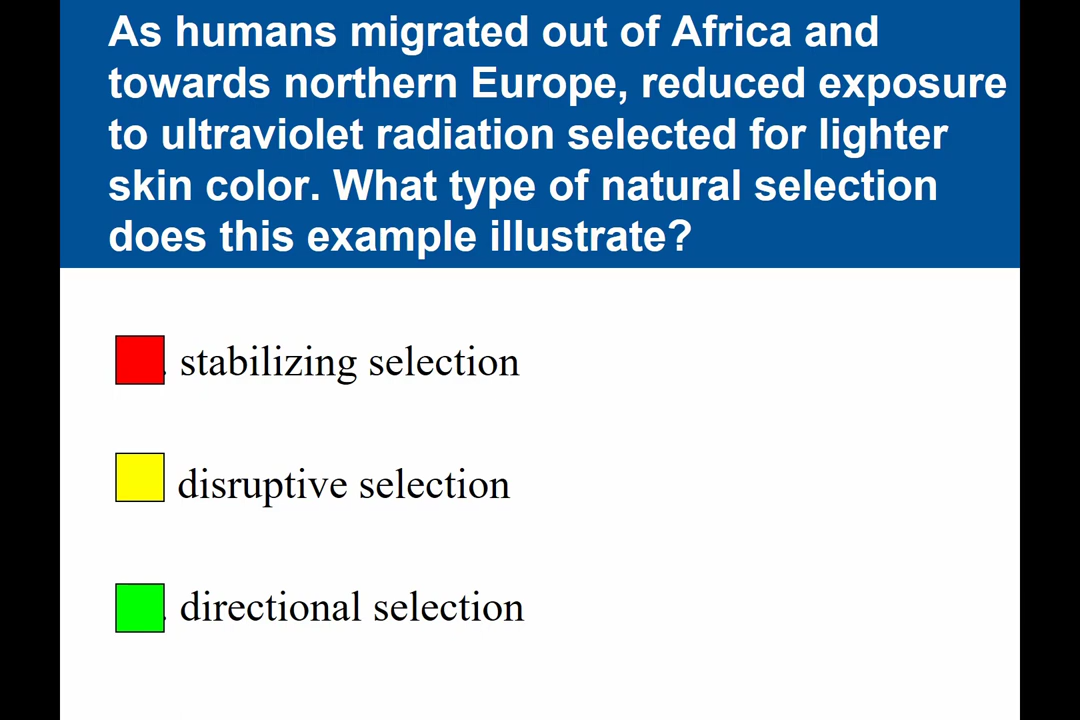 As humans migrated out of Africa and
towards northern Europe, reduced exposure
to ultraviolet radiation selected for lighter
skin color. What type of natural selection
does this example illustrate?
. stabilizing selection
disruptive selection
. directional selection